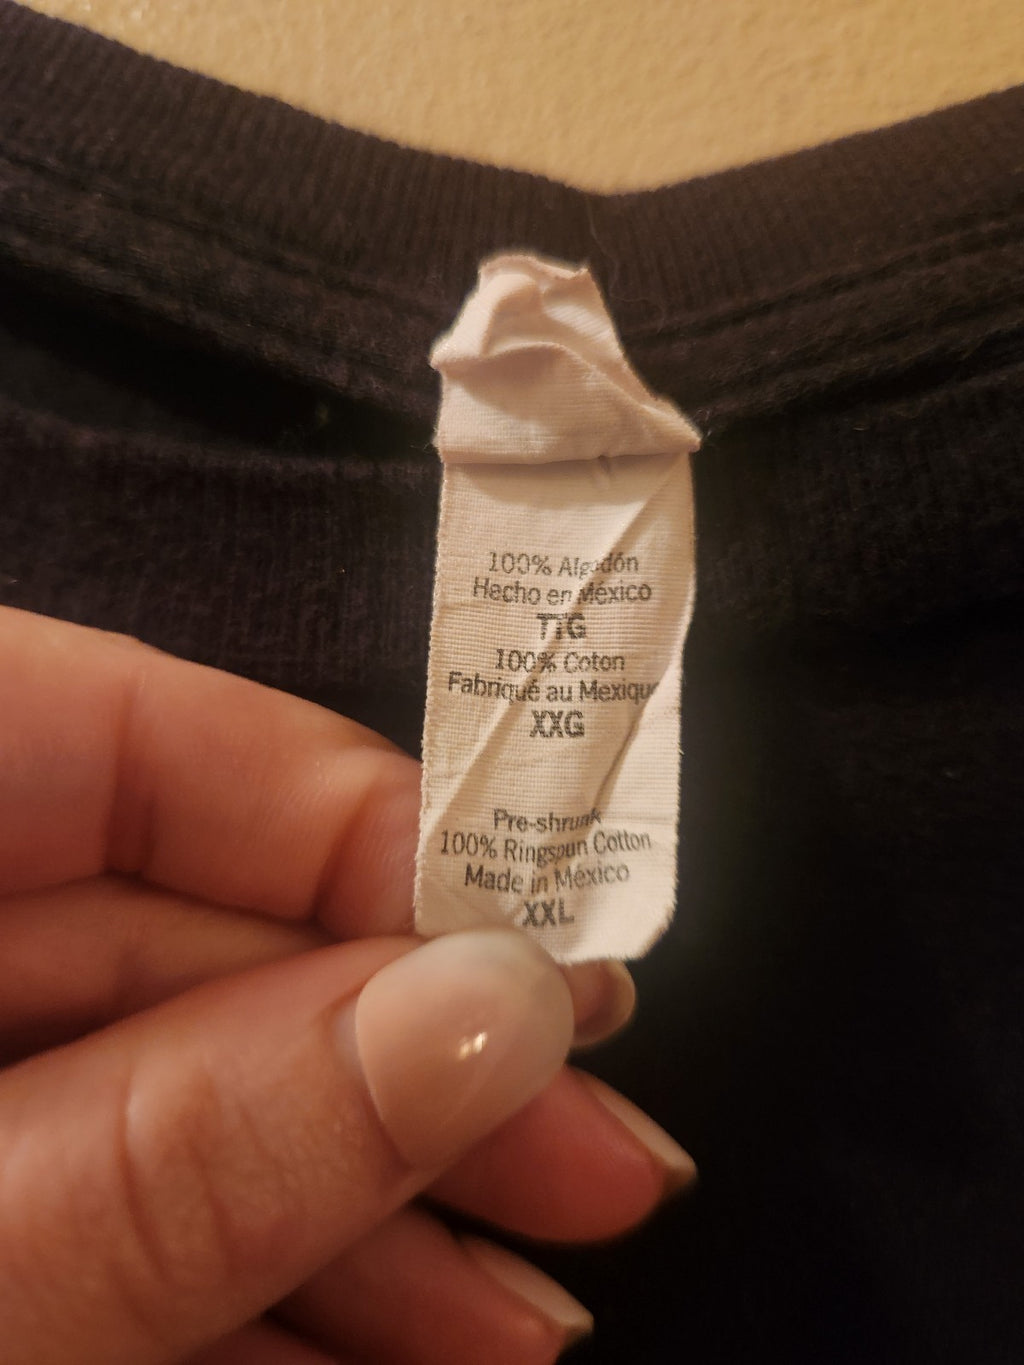 100% Algodón
Hecho en México
TTG
100% Coton
Fabriqué au Mexique
XXG
Pre-shrunk
100% Ringspun Cotton
Made in México
XXL